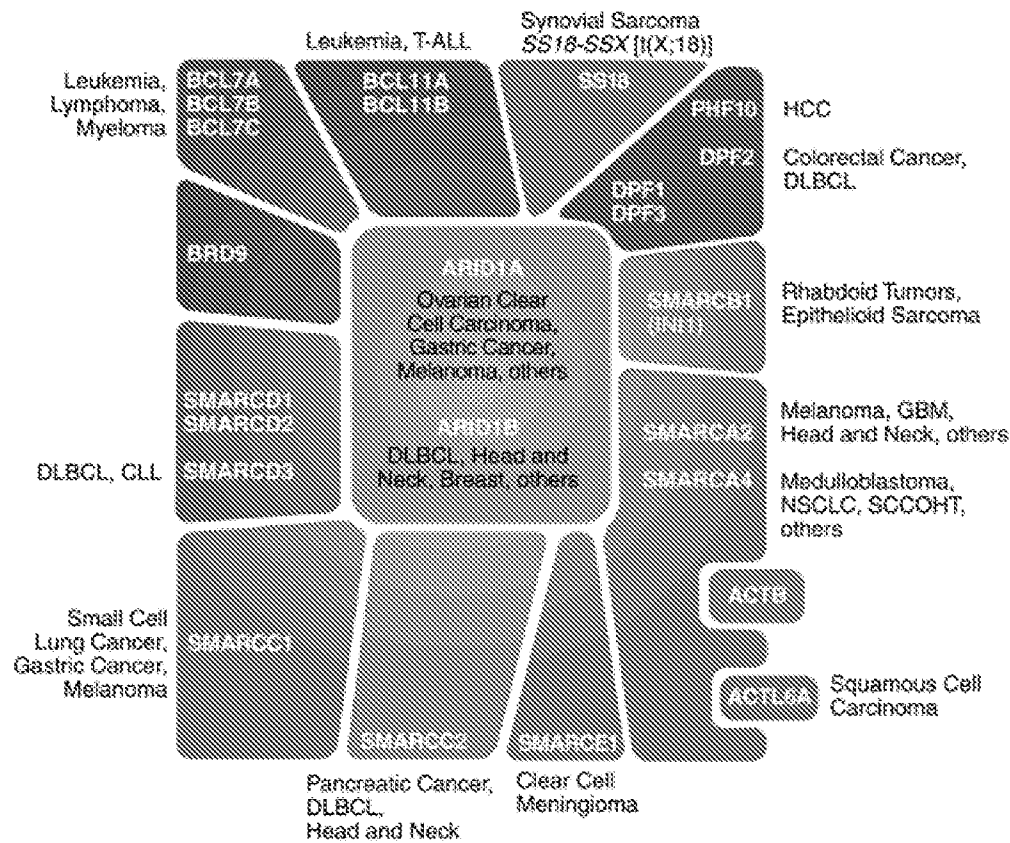 Synovial Sarcoma
SS18-SSX [t(X;18)]
Leukemia, T-ALL
Leukemia,
Lymphoma,
Myeloma
BCL7A
BCL7B
BCL7C
BCL11A
BCL11B
SS18
PHF10
HCC
DPF2
Colorectal Cancer,
DLBCL
DPF1
DPF3
BRD9
ARID1A
Ovarian Clear
Cell Carcinoma,
Gastric Cancer,
Melanoma, others
SMARCB1
(INI1)
Rhabdoid Tumors,
Epithelioid Sarcoma
SMARCD1
SMARCD2
DLBCL, CLL
SMARCD3
ARID1B
DLBCL, Head and
Neck, Breast, others
SMARCA2
Melanoma, GBM,
Head and Neck, others
SMARCA4
Medulloblastoma,
NSCLC, SCCOHT,
others
ACTB
Small Cell
Lung Cancer,
Gastric Cancer,
Melanoma
SMARCC1
ACTL6A
Squamous Cell
Carcinoma
SMARCC2
SMARCE1
Pancreatic Cancer,
DLBCL,
Head and Neck
Clear Cell
Meningioma